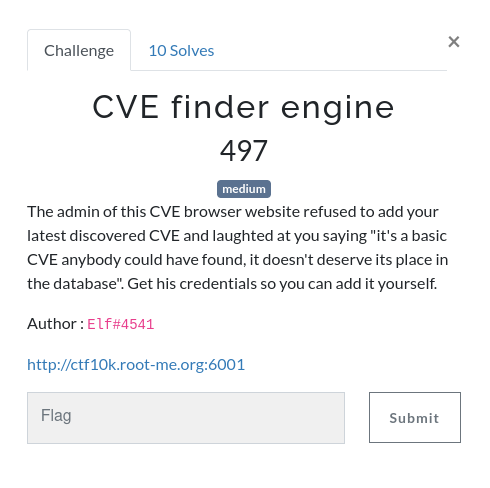 Challenge
10 Solves
×
CVE finder engine
497
medium
The admin of this CVE browser website refused to add your
latest discovered CVE and laughted at you saying "it's a basic
CVE anybody could have found, it doesn't deserve its place in
the database". Get his credentials so you can add it yourself.
Author : Elf#4541
http://ctf10k.root-me.org:6001
Flag
Submit